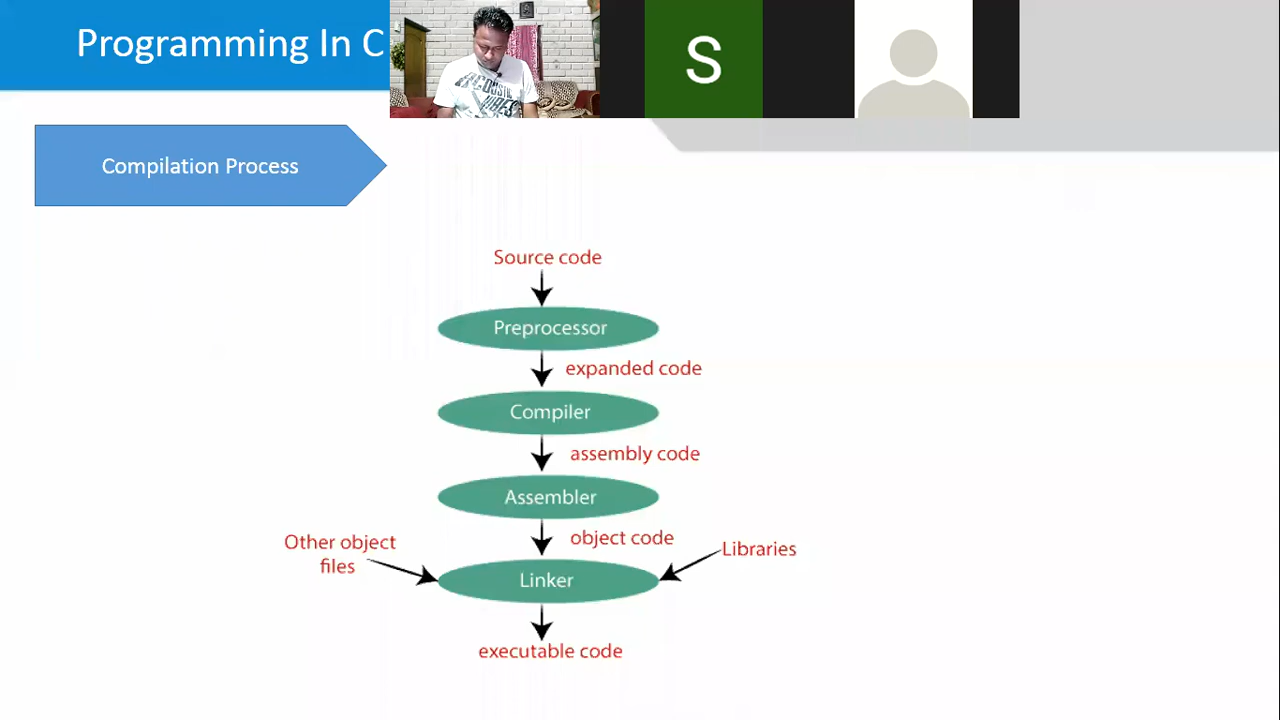 Programming In C
S
Compilation Process
Source code
Preprocessor
expanded code
Compiler
assembly code
Assembler
object code
Other object
files
Libraries
Linker
executable code